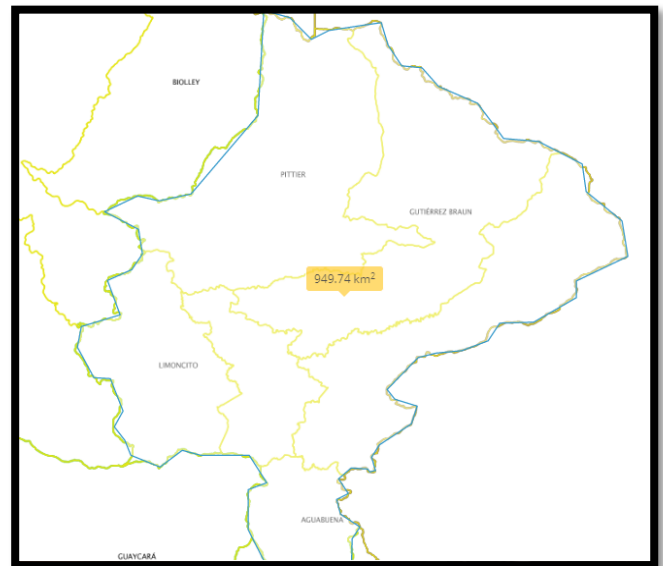 BIOLLEY
PITTIER
GUTIÉRREZ BRAUN
949.74 km²
LIMONCITO
AGUABUENA
GUAYCARÁ